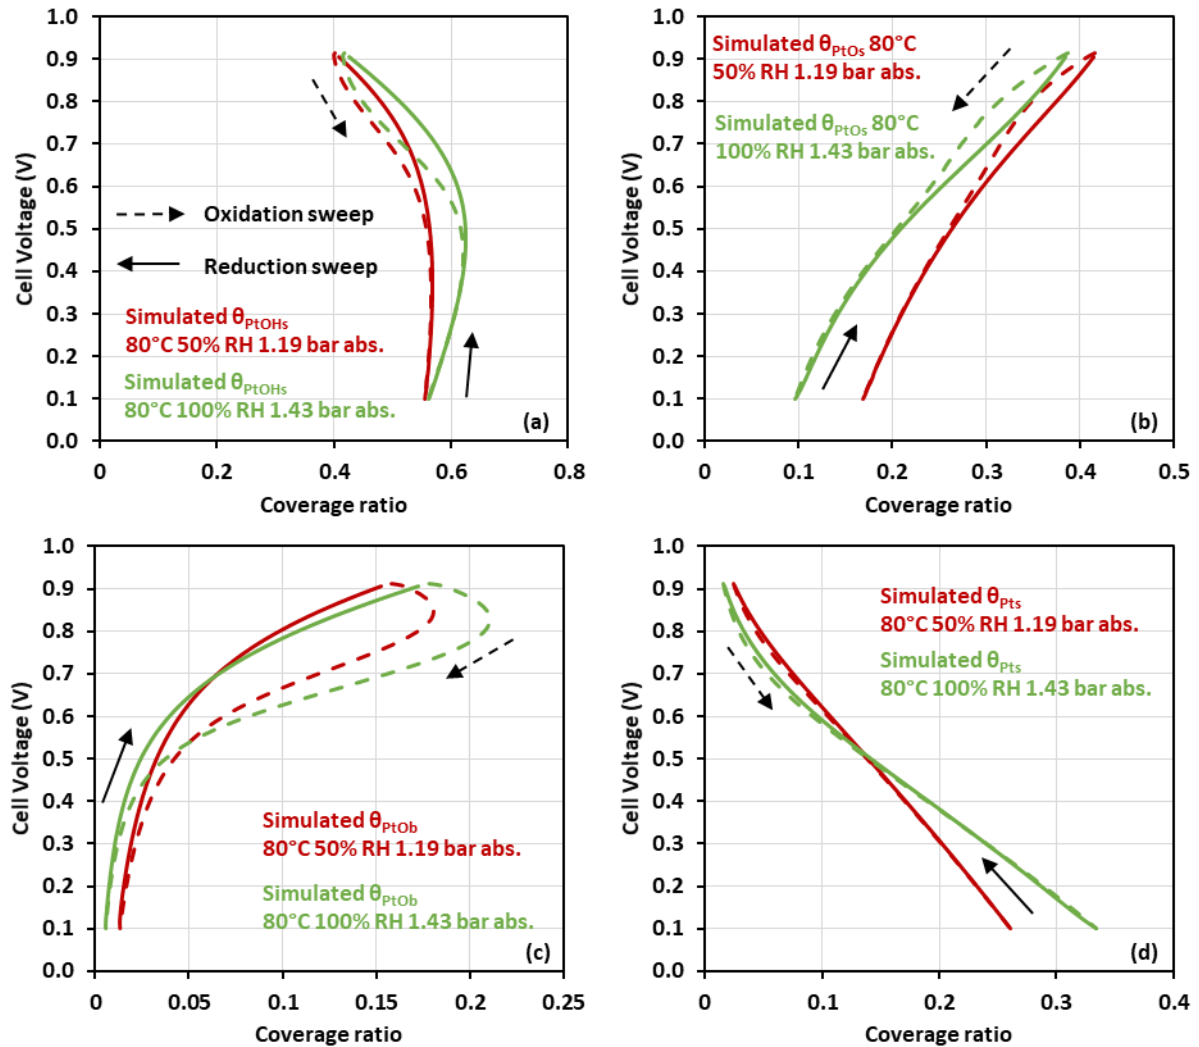 1.0
0.9
0.8
0.7
0.6
0.5
0.4
0.3
0.2
0.1
0.0
Cell Voltage (V)
Oxidation sweep
Reduction sweep
Simulated θPtOHs
80°C 50% RH 1.19 bar abs.
Simulated θPtOHs
80°C 100% RH 1.43 bar abs.
(a)
0 0.2 0.4 0.6 0.8
Coverage ratio
1.0
0.9
0.8
0.7
0.6
0.5
0.4
0.3
0.2
0.1
0.0
Cell Voltage (V)
Simulated θPtOs 80°C
50% RH 1.19 bar abs.
Simulated θPtOs 80°C
100% RH 1.43 bar abs.
(b)
0 0.1 0.2 0.3 0.4 0.5
Coverage ratio
1.0
0.9
0.8
0.7
0.6
0.5
0.4
0.3
0.2
0.1
0.0
Cell Voltage (V)
Simulated θPtOb
80°C 50% RH 1.19 bar abs.
Simulated θPtOb
80°C 100% RH 1.43 bar abs.
(c)
0 0.05 0.1 0.15 0.2 0.25
Coverage ratio
1.0
0.9
0.8
0.7
0.6
0.5
0.4
0.3
0.2
0.1
0.0
Cell Voltage (V)
Simulated θPts
80°C 50% RH 1.19 bar abs.
Simulated θPts
80°C 100% RH 1.43 bar abs.
(d)
0 0.1 0.2 0.3 0.4
Coverage ratio